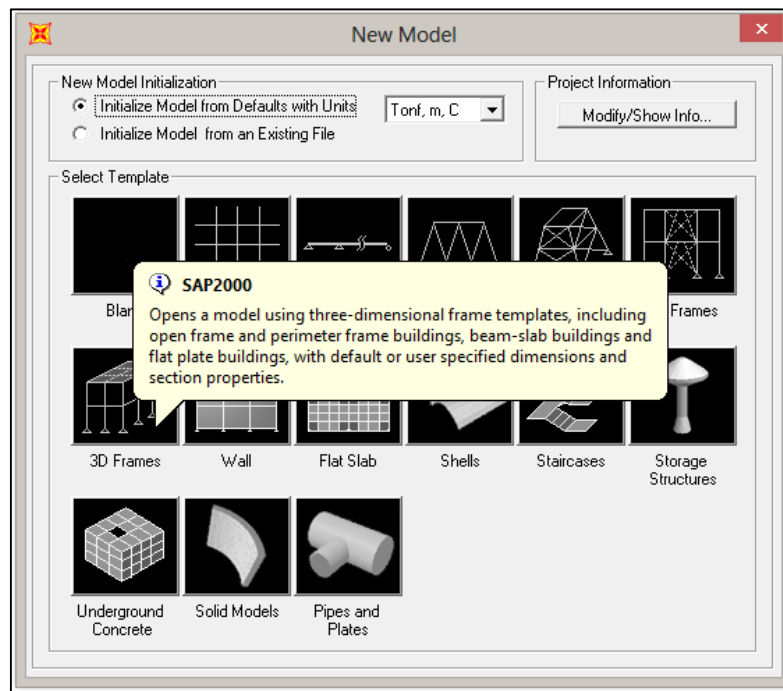 New Model
New Model Initialization
Initialize Model from Defaults with Units
Tonf, m, C
Initialize Model from an Existing File
Project Information
Modify/Show Info...
Select Template
Blan
Frames
SAP2000
Opens a model using three-dimensional frame templates, including
open frame and perimeter frame buildings, beam-slab buildings and
flat plate buildings, with default or user specified dimensions and
section properties.
3D Frames
Wall
Flat Slab
Shells
Staircases
Storage
Structures
Underground
Concrete
Solid Models
Pipes and
Plates